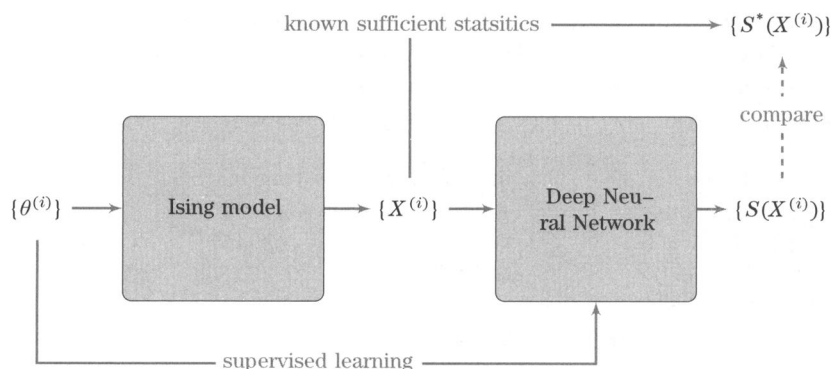 known sufficient statsitics
{S*(X^(i))}
compare
{θ^(i)}
Ising model
{X^(i)}
Deep Neu–
ral Network
{S(X^(i))}
supervised learning